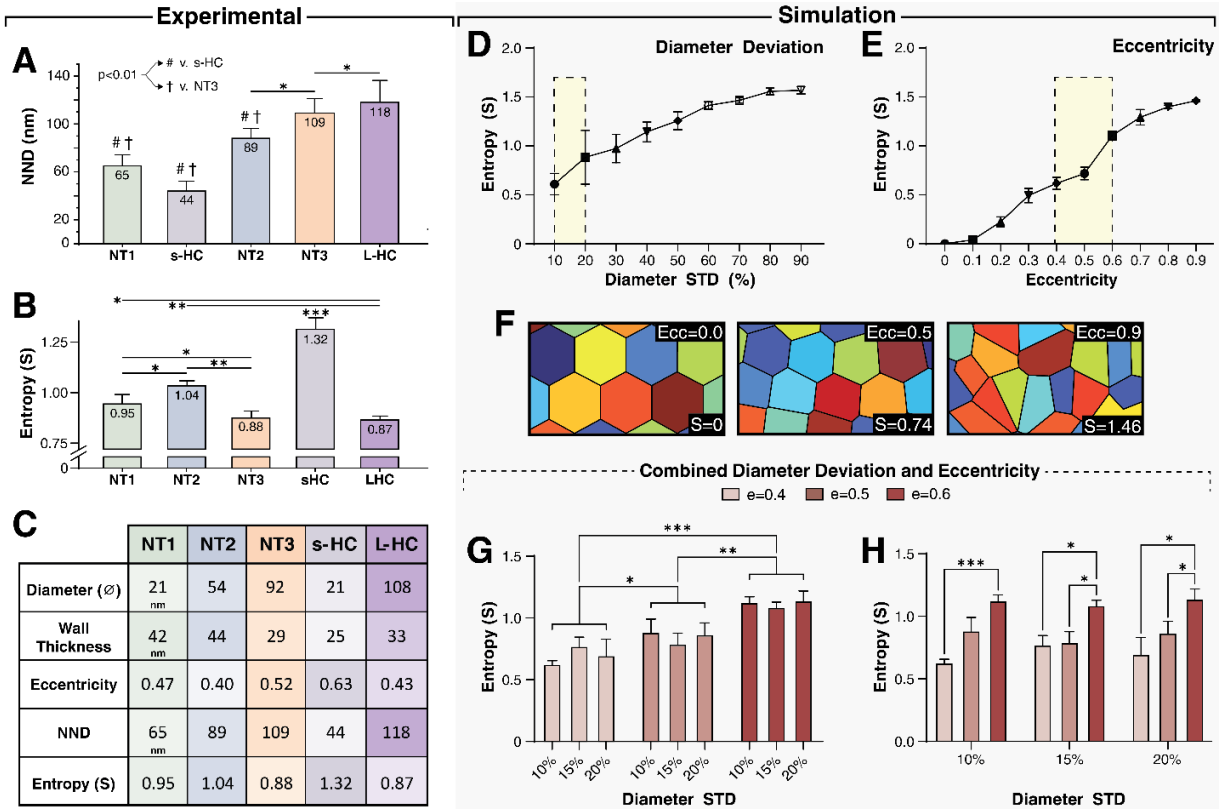 Experimental
Simulation
A
p<0.01
# v. s-HC
† v. NT3
NND (nm)
140
100
60
20
0
# †
# †
# †
*
*
65
44
89
109
118
NT1 s-HC NT2 NT3 L-HC
B
Entropy (S)
1.25
1.00
0.75
0
*
**
***
*
*
**
0.95
1.04
0.88
1.32
0.87
NT1 NT2 NT3 sHC LHC
C
NT1 NT2 NT3 s-HC L-HC
Diameter (∅) 21 nm 54 92 21 108
Wall Thickness 42 nm 44 29 25 33
Eccentricity 0.47 0.40 0.52 0.63 0.43
NND 65 nm 89 109 44 118
Entropy (S) 0.95 1.04 0.88 1.32 0.87
D
Diameter Deviation
Entropy (S)
2.0
1.5
1.0
0.5
0
10 20 30 40 50 60 70 80 90
Diameter STD (%)
E
Eccentricity
Entropy (S)
2.0
1.5
1.0
0.5
0
0 0.1 0.2 0.3 0.4 0.5 0.6 0.7 0.8 0.9
Eccentricity
F
Ecc=0.0
S=0
Ecc=0.5
S=0.74
Ecc=0.9
S=1.46
Combined Diameter Deviation and Eccentricity
e=0.4 e=0.5 e=0.6
G
Entropy (S)
1.5
1.0
0.5
0
***
**
*
10% 15% 20% 10% 15% 20% 10% 15% 20%
Diameter STD
H
Entropy (S)
1.5
1.0
0.5
0.0
***
*
*
*
*
10% 15% 20%
Diameter STD